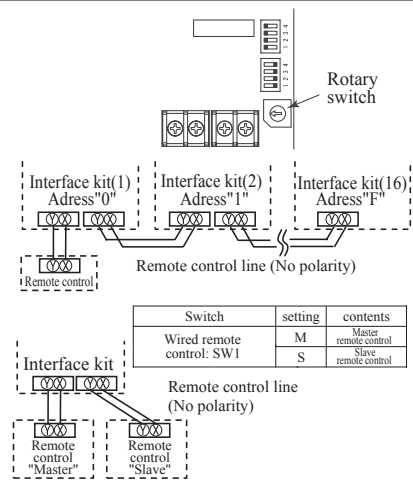 1 2 3 4
1 2 3 4
Rotary
switch
Interface kit(1)
Adress"0"
Interface kit(2)
Adress"1"
Interface kit(16)
Adress"F"
Y X
Y X
Y X
Y X
Y X
Y X
Remote control
Remote control line (No polarity)
Switch setting contents
Wired remote
control: SW1
M Master
remote control
S Slave
remote control
Interface kit
Y X
Y X
Remote control line
(No polarity)
Y X
Remote
control
"Master"
Y X
Remote
control
"Slave"